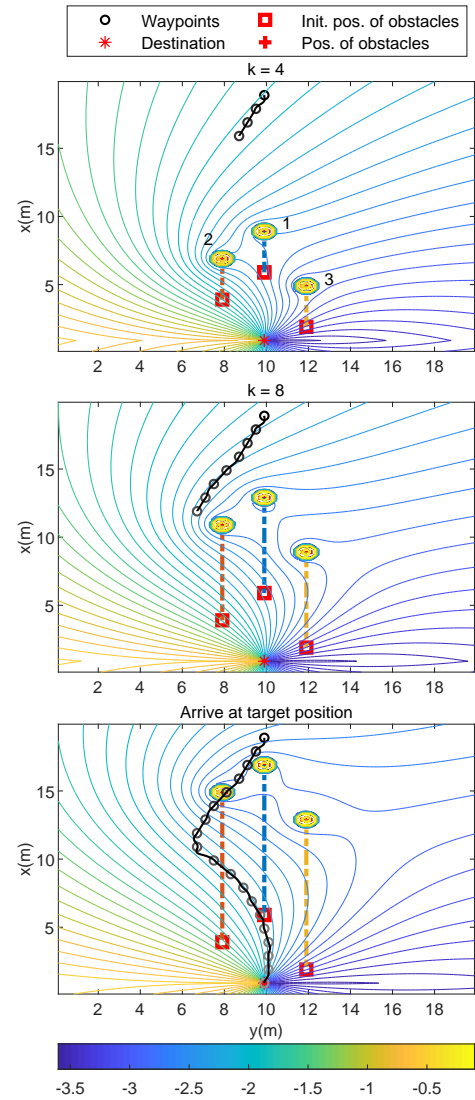 Waypoints Init. pos. of obstacles
Destination Pos. of obstacles
k = 4
15
10
5
x(m)
1
2
3
2 4 6 8 10 12 14 16 18
k = 8
15
10
5
x(m)
2 4 6 8 10 12 14 16 18
Arrive at target position
15
10
5
x(m)
2 4 6 8 10 12 14 16 18
y(m)
-3.5 -3 -2.5 -2 -1.5 -1 -0.5